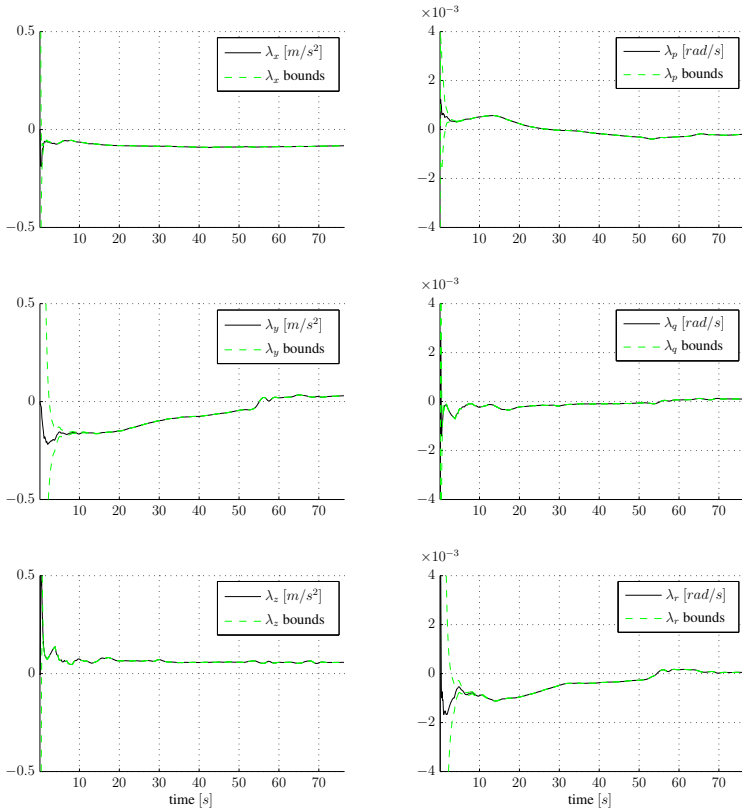 0.5
0
−0.5
10 20 30 40 50 60 70
λx [m/s²]
λx bounds
×10⁻³
4
2
0
−2
−4
10 20 30 40 50 60 70
λp [rad/s]
λp bounds
0.5
0
−0.5
10 20 30 40 50 60 70
λy [m/s²]
λy bounds
×10⁻³
4
2
0
−2
−4
10 20 30 40 50 60 70
λq [rad/s]
λq bounds
0.5
0
−0.5
10 20 30 40 50 60 70
time [s]
λz [m/s²]
λz bounds
×10⁻³
4
2
0
−2
−4
10 20 30 40 50 60 70
time [s]
λr [rad/s]
λr bounds